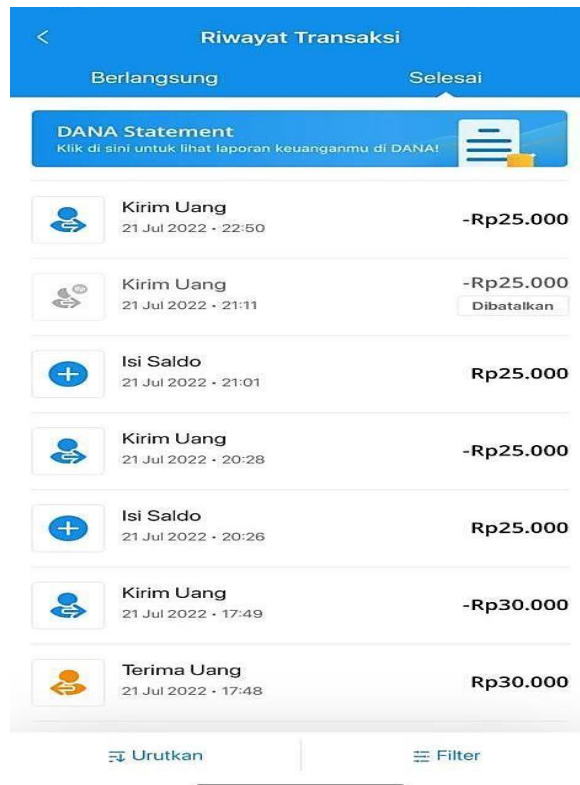 Riwayat Transaksi
Berlangsung
Selesai
DANA Statement
Klik di sini untuk lihat laporan keuanganmu di DANA!
Kirim Uang
-Rp25.000
21 Jul 2022 • 22:50
Kirim Uang
-Rp25.000
21 Jul 2022 • 21:11
Dibatalkan
Isi Saldo
Rp25.000
21 Jul 2022 • 21:01
Kirim Uang
-Rp25.000
21 Jul 2022 • 20:28
Isi Saldo
Rp25.000
21 Jul 2022 • 20:26
Kirim Uang
-Rp30.000
21 Jul 2022 • 17:49
Terima Uang
Rp30.000
21 Jul 2022 • 17:48
Urutkan
Filter